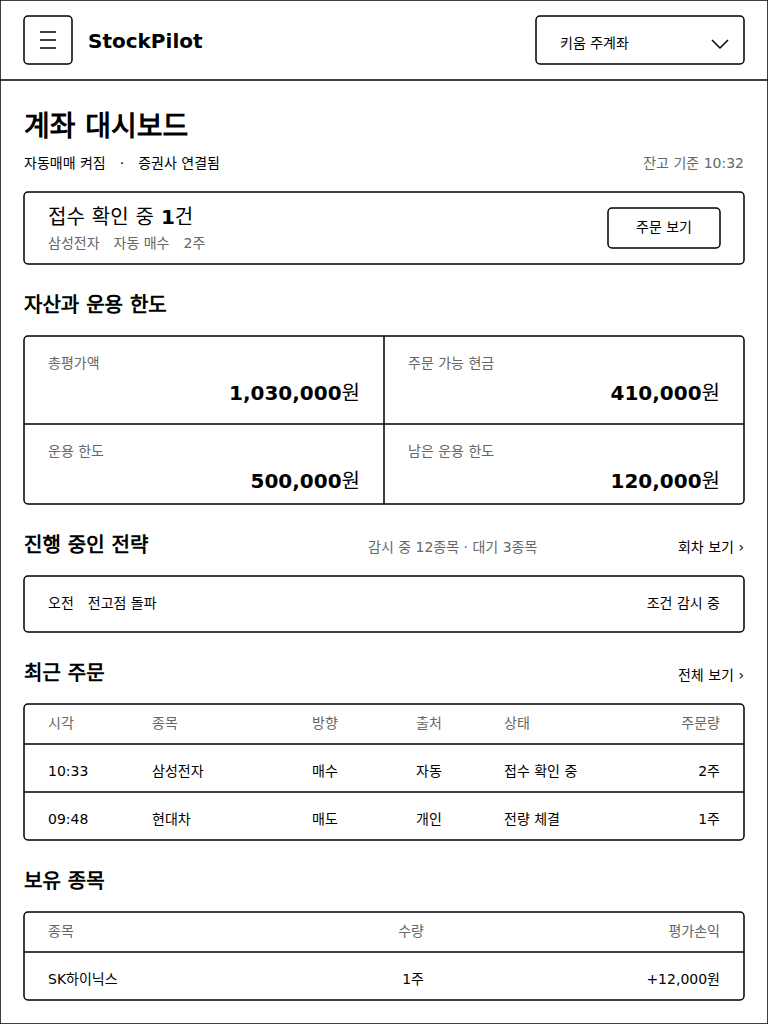 StockPilot
키움 주계좌
계좌 대시보드
자동매매 켜짐 · 증권사 연결됨
잔고 기준 10:32
접수 확인 중 1건
삼성전자 자동 매수 2주
주문 보기
자산과 운용 한도
총평가액
1,030,000원
주문 가능 현금
410,000원
운용 한도
500,000원
남은 운용 한도
120,000원
진행 중인 전략
감시 중 12종목 · 대기 3종목
회차 보기 ›
오전 전고점 돌파
조건 감시 중
최근 주문
전체 보기 ›
시각 종목 방향 출처 상태 주문량
10:33 삼성전자 매수 자동 접수 확인 중 2주
09:48 현대차 매도 개인 전량 체결 1주
보유 종목
종목 수량 평가손익
SK하이닉스 1주 +12,000원